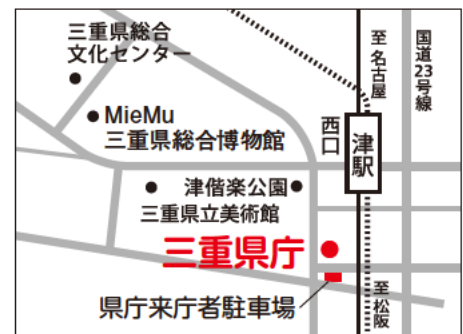 三重県総合
文化センター
MieMu
三重県総合博物館
至名古屋
国道23号線
西口
津駅
津偕楽公園
三重県立美術館
三重県庁
県庁来庁者駐車場
至松阪